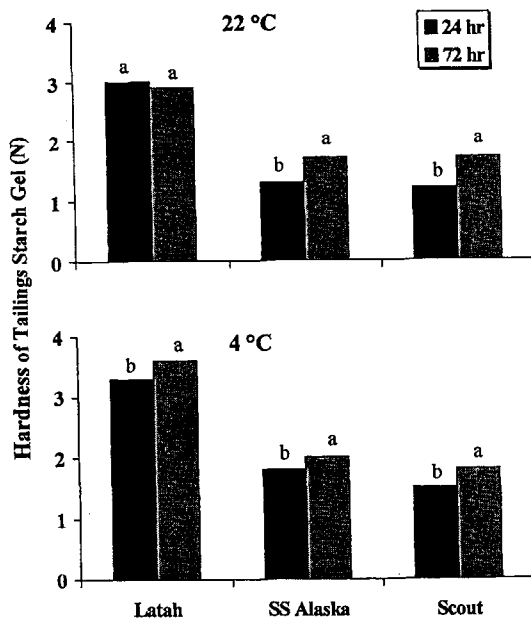 22 °C
24 hr
72 hr
4
3
2
1
0
a a
b a
b a
Hardness of Tailings Starch Gel (N)
4 °C
4
3
2
1
0
b a
b a
b a
Latah SS Alaska Scout